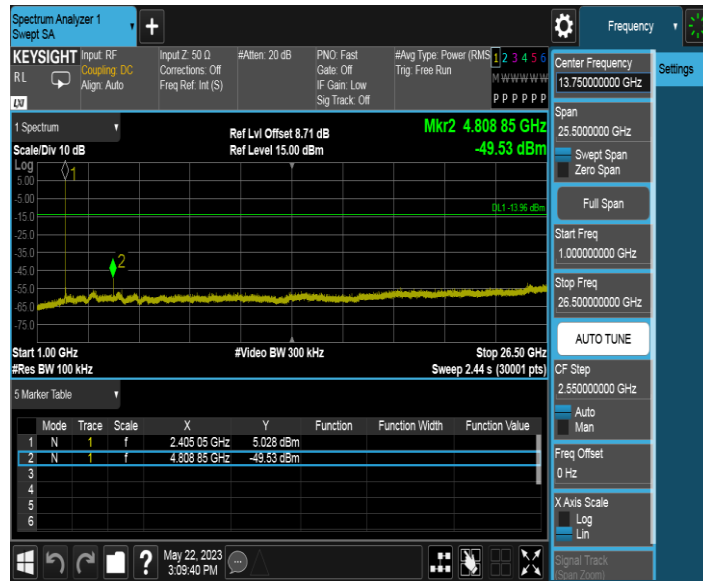 Spectrum Analyzer 1
Swept SA
Frequency
KEYSIGHT
RL
LXI
Input: RF
Coupling: DC
Align: Auto
Input Z: 50 Ω
Corrections: Off
Freq Ref: Int (S)
#Atten: 20 dB
PNO: Fast
Gate: Off
IF Gain: Low
Sig Track: Off
#Avg Type: Power (RMS
Trig: Free Run
1 2 3 4 5 6
M W W W W W
P P P P P P
Center Frequency
13.750000000 GHz
Settings
1 Spectrum
Scale/Div 10 dB
Ref Lvl Offset 8.71 dB
Ref Level 15.00 dBm
Mkr2 4.808 85 GHz
-49.53 dBm
Log
5.00
-5.00
-15.0
-25.0
-35.0
-45.0
-55.0
-65.0
-75.0
1
2
DL1 -13.96 dBm
Start 1.00 GHz
#Res BW 100 kHz
#Video BW 300 kHz
Stop 26.50 GHz
Sweep 2.44 s (30001 pts)
Span
25.5000000 GHz
Swept Span
Zero Span
Full Span
Start Freq
1.000000000 GHz
Stop Freq
26.500000000 GHz
AUTO TUNE
CF Step
2.550000000 GHz
Auto
Man
Freq Offset
0 Hz
X Axis Scale
Log
Lin
Signal Track
(Span Zoom)
5 Marker Table
Mode Trace Scale X Y Function Function Width Function Value
1 N 1 f 2.405 05 GHz 5.028 dBm
2 N 1 f 4.808 85 GHz -49.53 dBm
3
4
5
6
?
May 22, 2023
3:09:40 PM